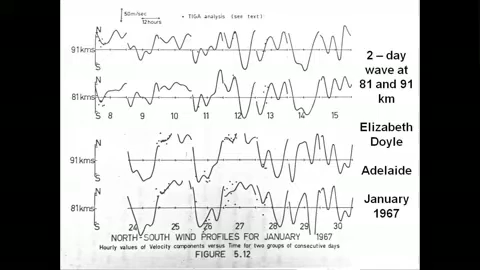 50m/sec
12hours
• TIGA analysis (see text)
N
91kms
S
N
81kms
S
8 9 10 11 12 13 14 15
N
91kms
S
N
81kms
S
24 25 26 27 28 29 30
NORTH-SOUTH WIND PROFILES FOR JANUARY 1967
Hourly values of Velocity components versus Time for two groups of consecutive days
FIGURE 5.12
2 – day
wave at
81 and 91
km
Elizabeth
Doyle
Adelaide
January
1967